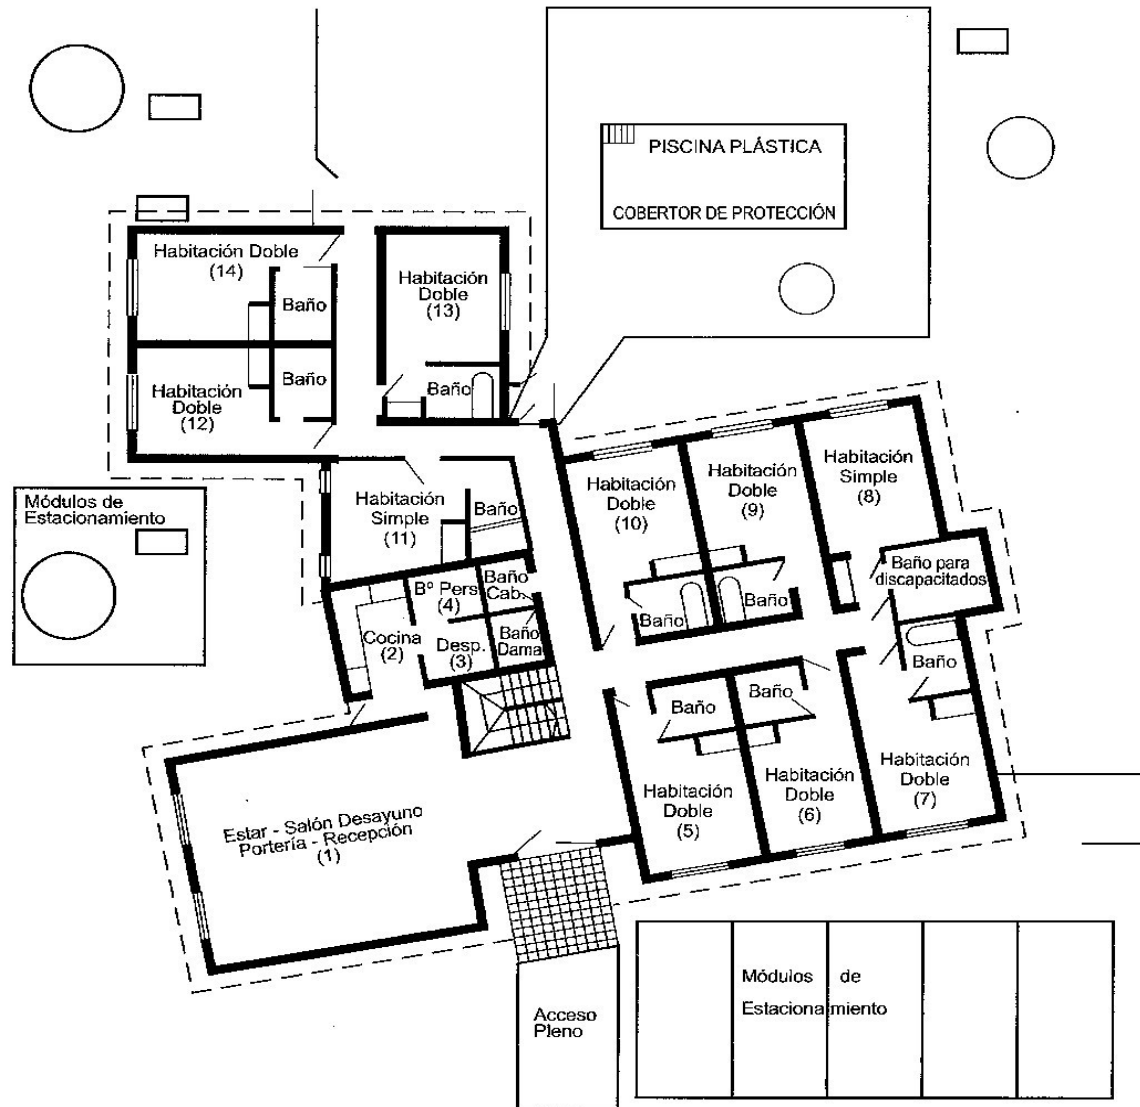 PISCINA PLÁSTICA
COBERTOR DE PROTECCIÓN
Habitación Doble
(14)
Baño
Habitación
Doble
(13)
Baño
Habitación
Doble
(12)
Baño
Módulos de
Estacionamiento
Habitación
Simple
(11)
Baño
Habitación
Doble
(10)
Baño
Habitación
Doble
(9)
Baño
Habitación
Simple
(8)
Baño para
discapacitados
Bº Pers.
(4)
Baño
Cab.
Cocina
(2)
Desp.
(3)
Baño
Dama
Baño
Habitación
Doble
(5)
Baño
Habitación
Doble
(6)
Baño
Habitación
Doble
(7)
Estar - Salón Desayuno
Portería - Recepción
(1)
Acceso
Pleno
Módulos de
Estacionamiento